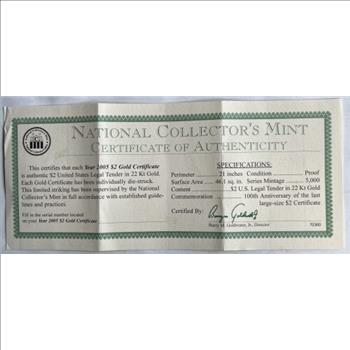 NATIONAL COLLECTOR'S MINT
CERTIFICATE OF AUTHENTICITY
This certifies that each Year 2005 $2 Gold Certificate
is authentic $2 United States Legal Tender in 22 Kt Gold.
Each Gold Certificate has been individually die-struck.
This limited striking has been supervised by the National
Collector's Mint in full accordance with established guide-
lines and practices.
Fill in the serial number located
on your Year 2005 $2 Gold Certificate
SPECIFICATIONS:
Perimeter 21 inches Condition Proof
Surface Area 46.1 sq. in. Series Mintage 5,000
Content $2 U.S. Legal Tender in 22 Kt Gold
Commemoration 100th Anniversary of the last
large-size $2 Certificate
Certified By:
Barry M. Goldwater, Jr., Director
70380